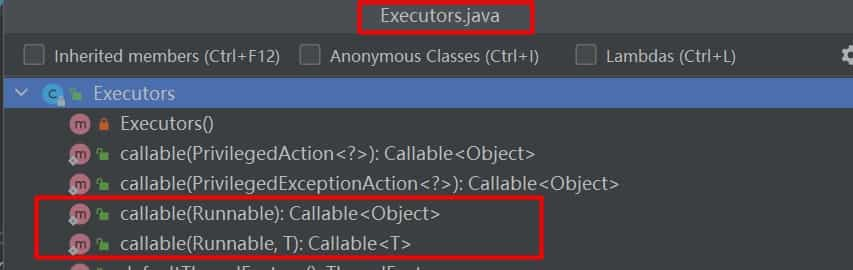 Executors.java
Inherited members (Ctrl+F12) Anonymous Classes (Ctrl+I) Lambdas (Ctrl+L)
Executors
Executors()
callable(PrivilegedAction<?>): Callable<Object>
callable(PrivilegedExceptionAction<?>): Callable<Object>
callable(Runnable): Callable<Object>
callable(Runnable, T): Callable<T>